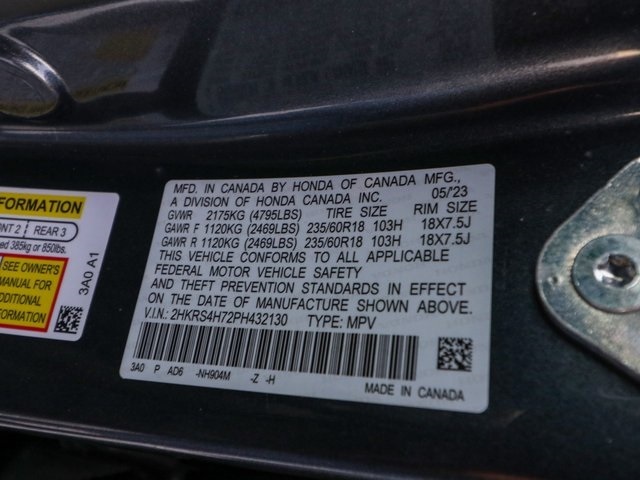 FORMATION
ONT 2 REAR 3
ed 385kg or 850lbs.
SEE OWNER'S
MANUAL FOR
ADDITIONAL
FORMATION
3A0 A1
MFD. IN CANADA BY HONDA OF CANADA MFG.,
A DIVISION OF HONDA CANADA INC. 05/'23
GVWR 2175KG (4795LBS) TIRE SIZE RIM SIZE
GAWR F 1120KG (2469LBS) 235/60R18 103H 18X7.5J
GAWR R 1120KG (2469LBS) 235/60R18 103H 18X7.5J
THIS VEHICLE CONFORMS TO ALL APPLICABLE
FEDERAL MOTOR VEHICLE SAFETY
AND THEFT PREVENTION STANDARDS IN EFFECT
ON THE DATE OF MANUFACTURE SHOWN ABOVE.
V.I.N.: 2HKRS4H72PH432130 TYPE: MPV
3A0 P AD6 -NH904M -Z -H
MADE IN CANADA